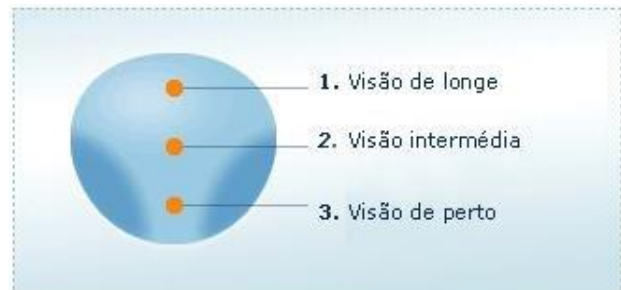 1. Visão de longe
2. Visão intermédia
3. Visão de perto